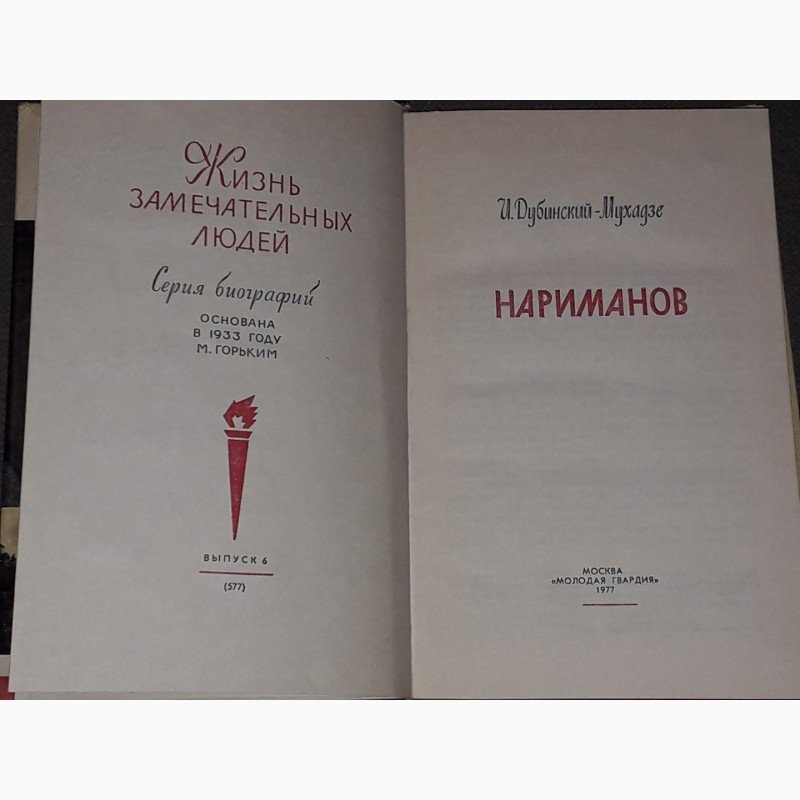 Жизнь
ЗАМЕЧАТЕЛЬНЫХ
ЛЮДЕЙ
Серия биографий
ОСНОВАНА
В 1933 ГОДУ
М. ГОРЬКИМ
ВЫПУСК 6
(577)
И. Дубинский-Мухадзе
НАРИМАНОВ
МОСКВА
«МОЛОДАЯ ГВАРДИЯ»
1977